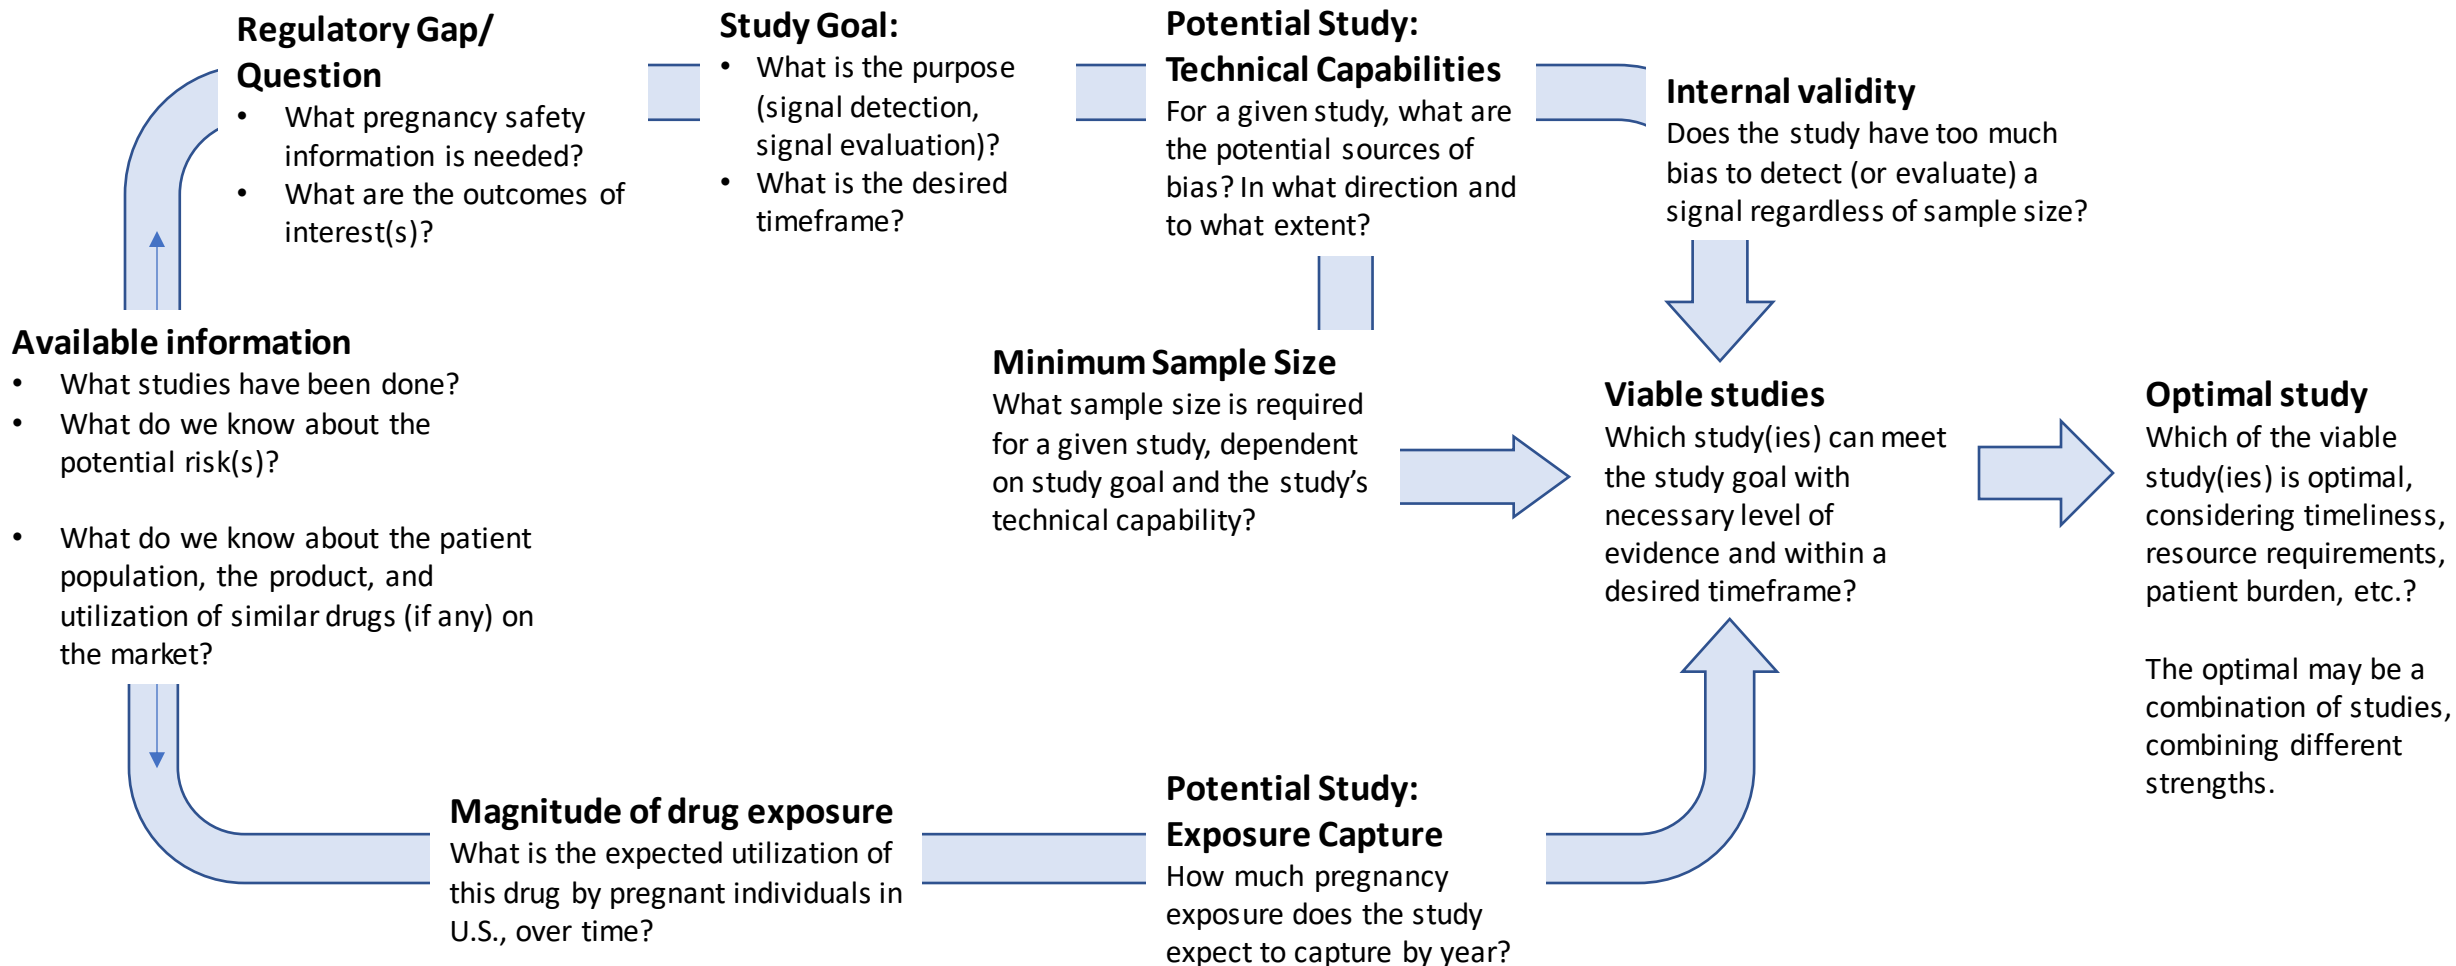 Regulatory Gap/
Question
• What pregnancy safety
information is needed?
• What are the outcomes of
interest(s)?
Study Goal:
• What is the purpose
(signal detection,
signal evaluation)?
• What is the desired
timeframe?
Potential Study:
Technical Capabilities
For a given study, what are
the potential sources of
bias? In what direction and
to what extent?
Internal validity
Does the study have too much
bias to detect (or evaluate) a
signal regardless of sample size?
Available information
• What studies have been done?
• What do we know about the
potential risk(s)?
• What do we know about the patient
population, the product, and
utilization of similar drugs (if any) on
the market?
Minimum Sample Size
What sample size is required
for a given study, dependent
on study goal and the study's
technical capability?
Viable studies
Which study(ies) can meet
the study goal with
necessary level of
evidence and within a
desired timeframe?
Optimal study
Which of the viable
study(ies) is optimal,
considering timeliness,
resource requirements,
patient burden, etc.?
The optimal may be a
combination of studies,
combining different
strengths.
Magnitude of drug exposure
What is the expected utilization of
this drug by pregnant individuals in
U.S., over time?
Potential Study:
Exposure Capture
How much pregnancy
exposure does the study
expect to capture by year?